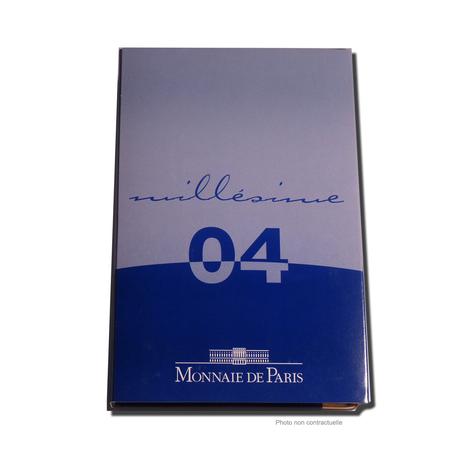 millésime
04
MONNAIE DE PARIS
Photo non contractuelle